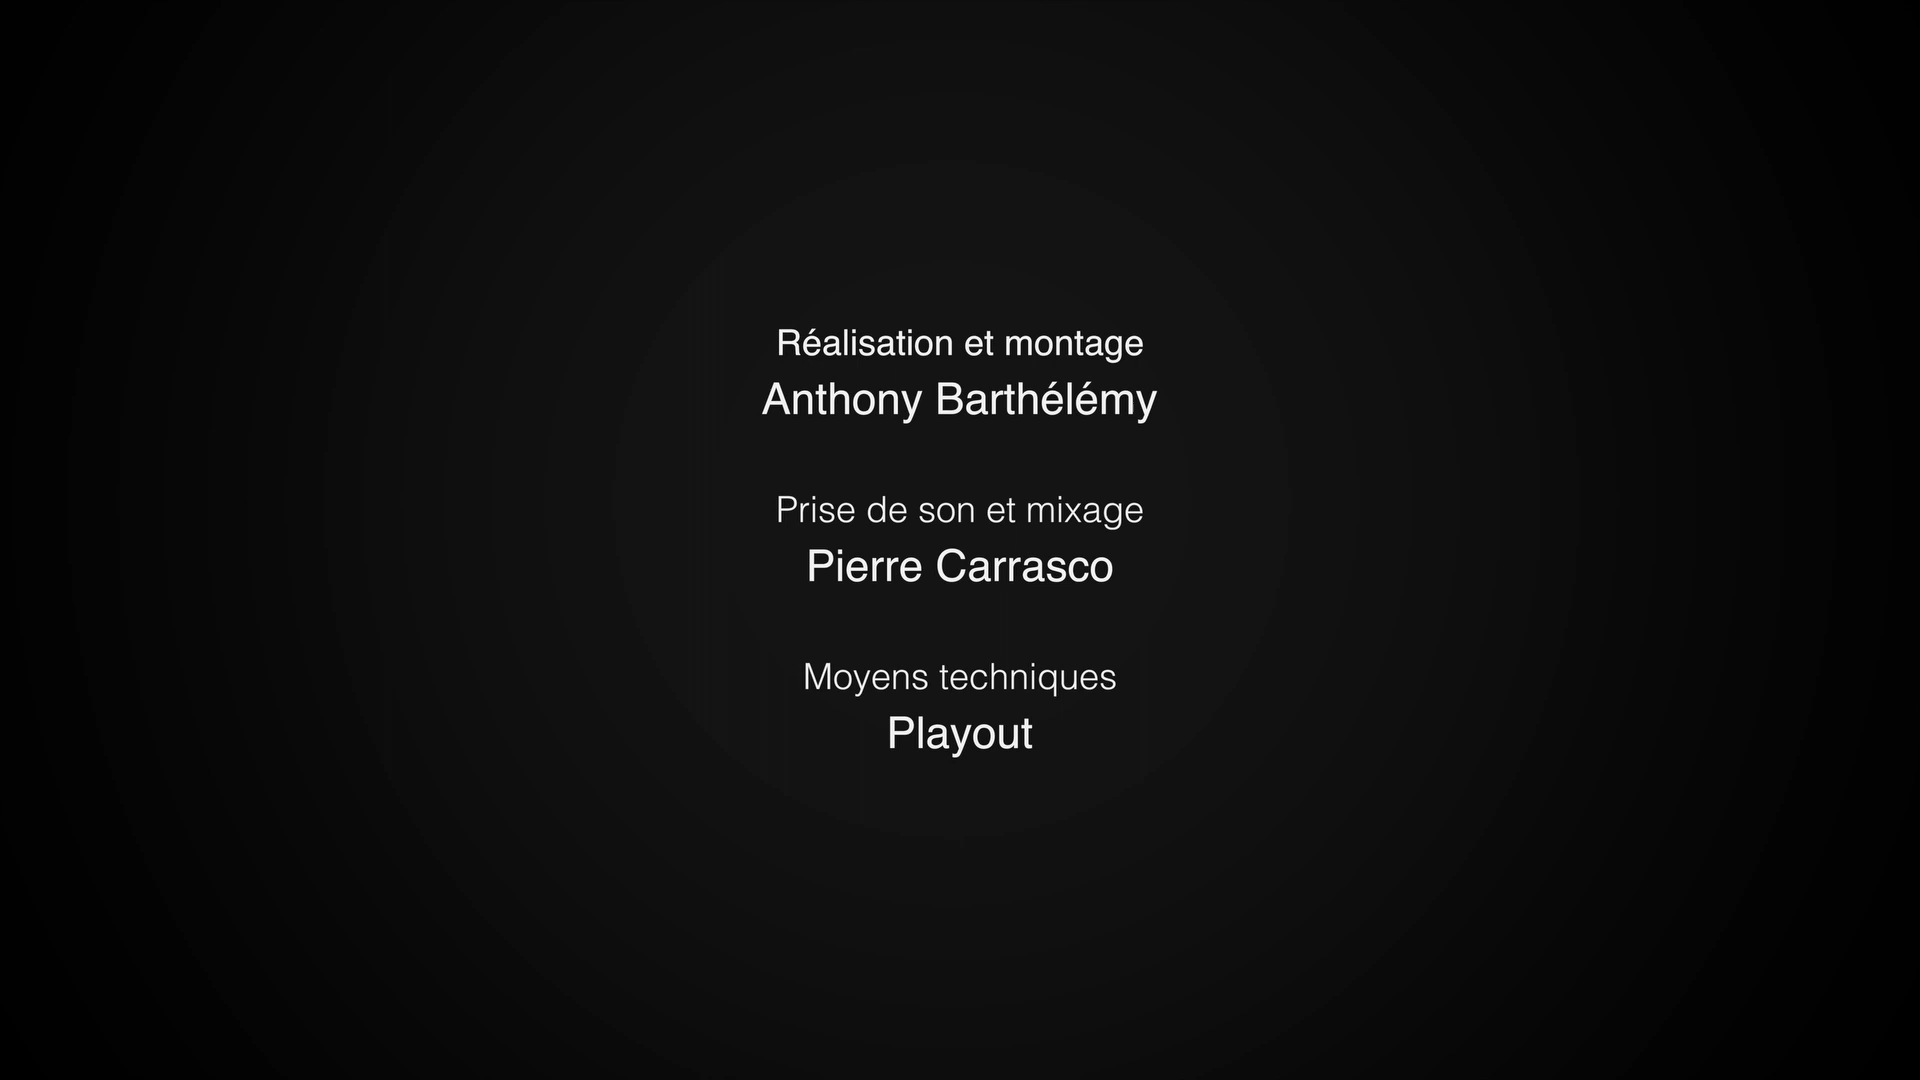 Réalisation et montage
Anthony Barthélémy
Prise de son et mixage
Pierre Carrasco
Moyens techniques
Playout